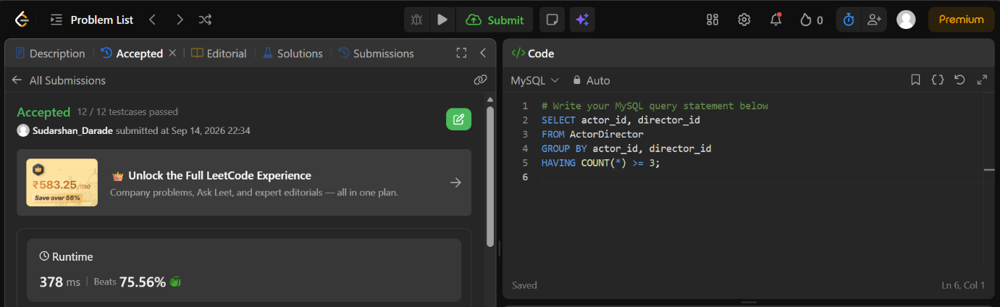 Problem List
Submit
0
Premium
Description
Accepted
Editorial
Solutions
Submissions
All Submissions
Accepted 12 / 12 testcases passed
Sudarshan_Darade submitted at Sep 14, 2026 22:34
₹583.25/mo
Save over 56%
Unlock the Full LeetCode Experience
Company problems, Ask Leet, and expert editorials — all in one plan.
Runtime
378 ms | Beats 75.56%
</> Code
MySQL
Auto
1 # Write your MySQL query statement below
2 SELECT actor_id, director_id
3 FROM ActorDirector
4 GROUP BY actor_id, director_id
5 HAVING COUNT(*) >= 3;
6
Saved
Ln 6, Col 1